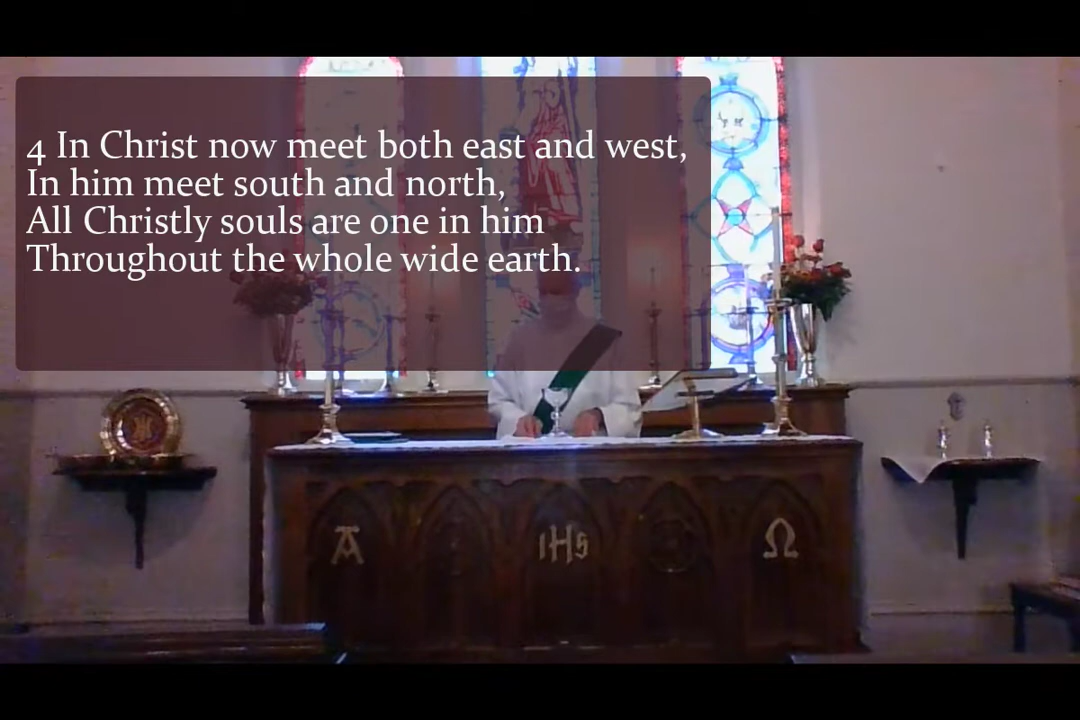 4 In Christ now meet both east and west,
In him meet south and north,
All Christly souls are one in him
Throughout the whole wide earth.
Α
IHS
Ω